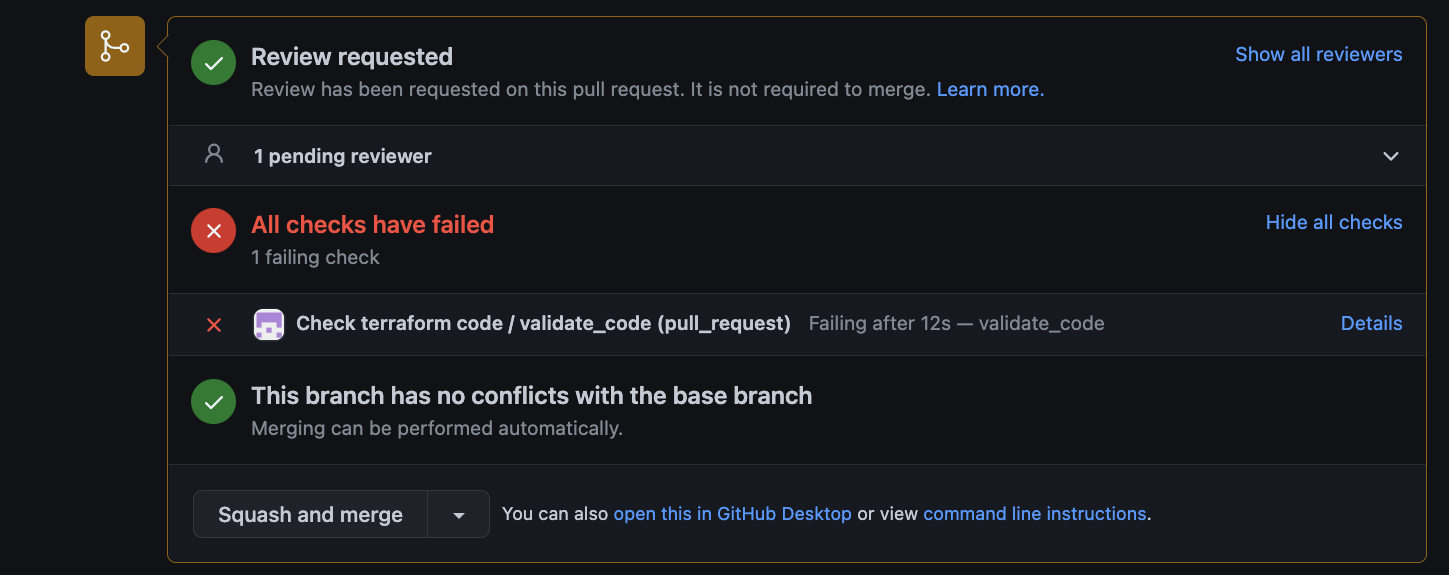 Review requested
Show all reviewers
Review has been requested on this pull request. It is not required to merge. Learn more.
1 pending reviewer
All checks have failed
Hide all checks
1 failing check
Check terraform code / validate_code (pull_request) Failing after 12s — validate_code
Details
This branch has no conflicts with the base branch
Merging can be performed automatically.
Squash and merge
You can also open this in GitHub Desktop or view command line instructions.